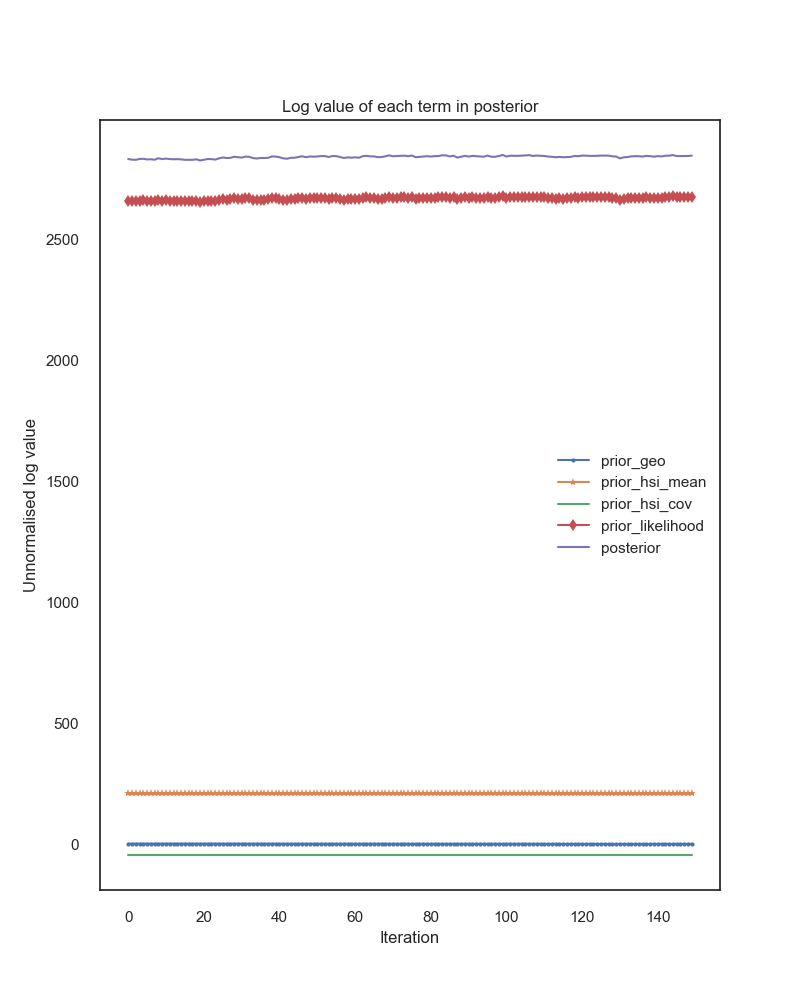 Log value of each term in posterior
Unnormalised log value
2500
2000
1500
1000
500
0
prior_geo
prior_hsi_mean
prior_hsi_cov
prior_likelihood
posterior
0 20 40 60 80 100 120 140
Iteration